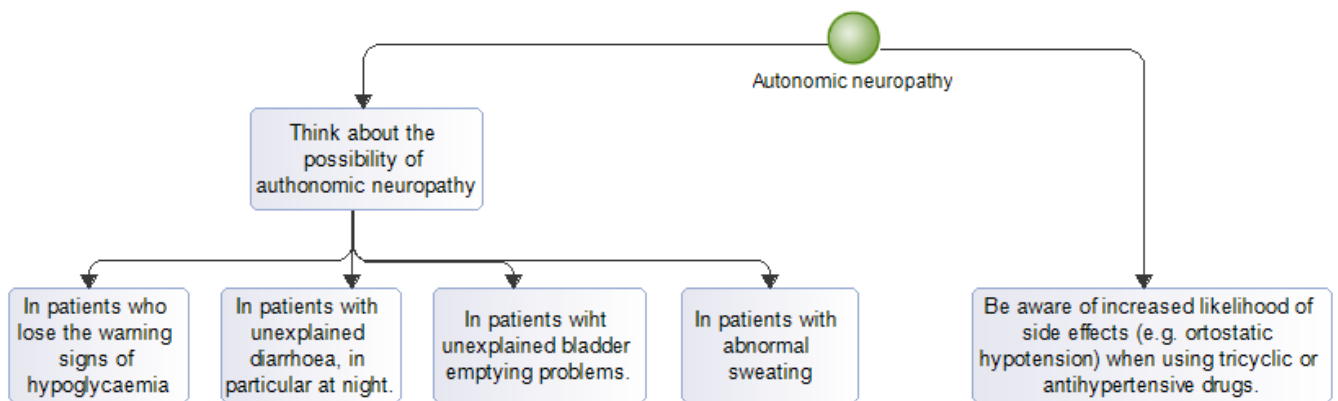 Autonomic neuropathy
Think about the
possibility of
authonomic neuropathy
In patients who
lose the warning
signs of
hypoglycaemia
In patients with
unexplained
diarrhoea, in
particular at night.
In patients wiht
unexplained bladder
emptying problems.
In patients with
abnormal
sweating
Be aware of increased likelihood of
side effects (e.g. ortostatic
hypotension) when using tricyclic or
antihypertensive drugs.